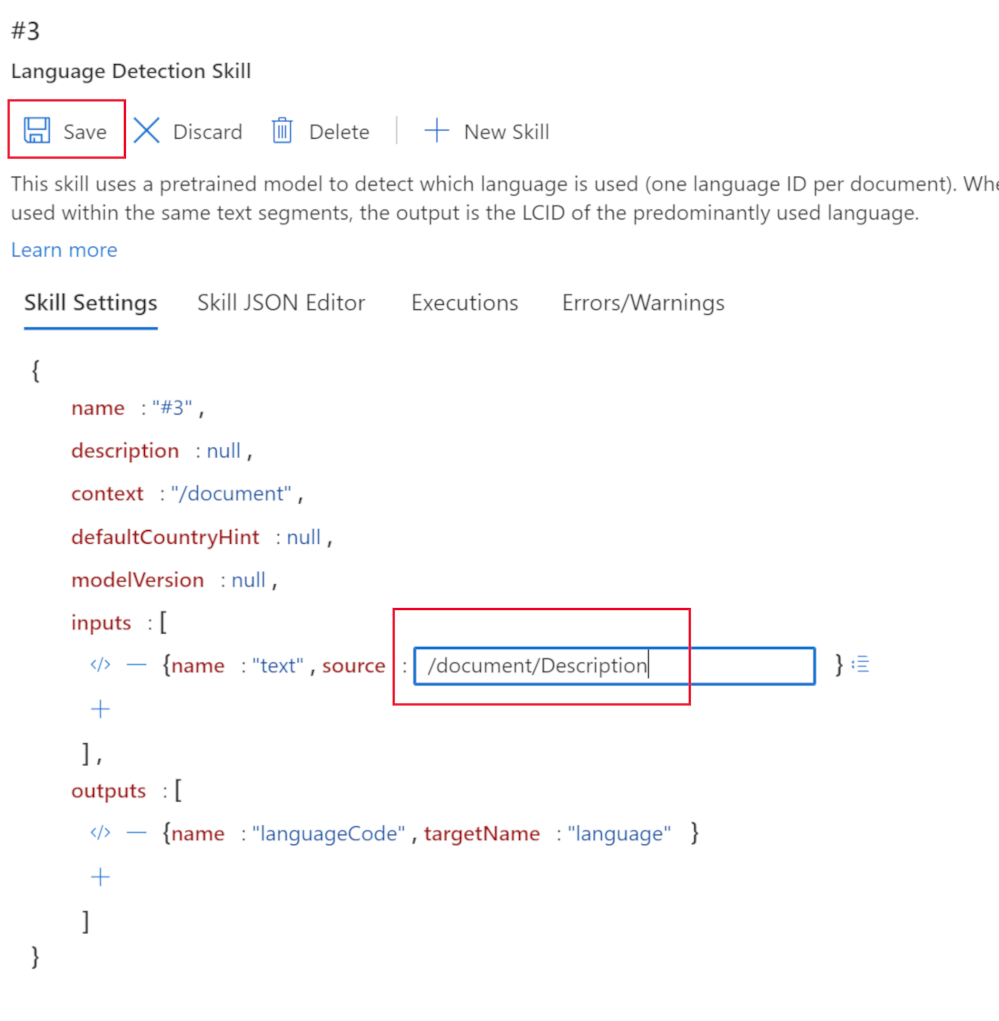 #3
Language Detection Skill
Save Discard Delete New Skill
This skill uses a pretrained model to detect which language is used (one language ID per document). Whe
used within the same text segments, the output is the LCID of the predominantly used language.
Learn more
Skill Settings Skill JSON Editor Executions Errors/Warnings
{
name : "#3" ,
description : null ,
context : "/document" ,
defaultCountryHint : null ,
modelVersion : null ,
inputs : [
</> — {name : "text" , source : /document/Description }
+
] ,
outputs : [
</> — {name : "languageCode" , targetName : "language" }
+
]
}